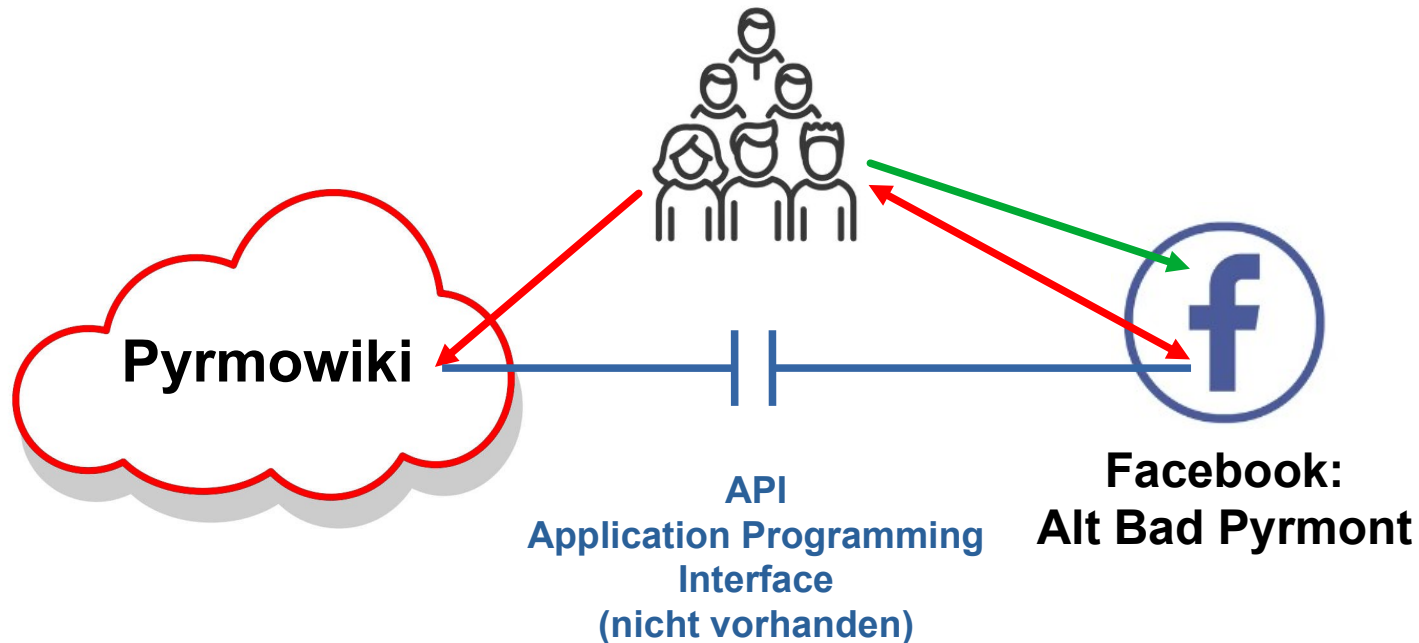 Pyrmowiki
f
Facebook:
Alt Bad Pyrmont
API
Application Programming
Interface
(nicht vorhanden)